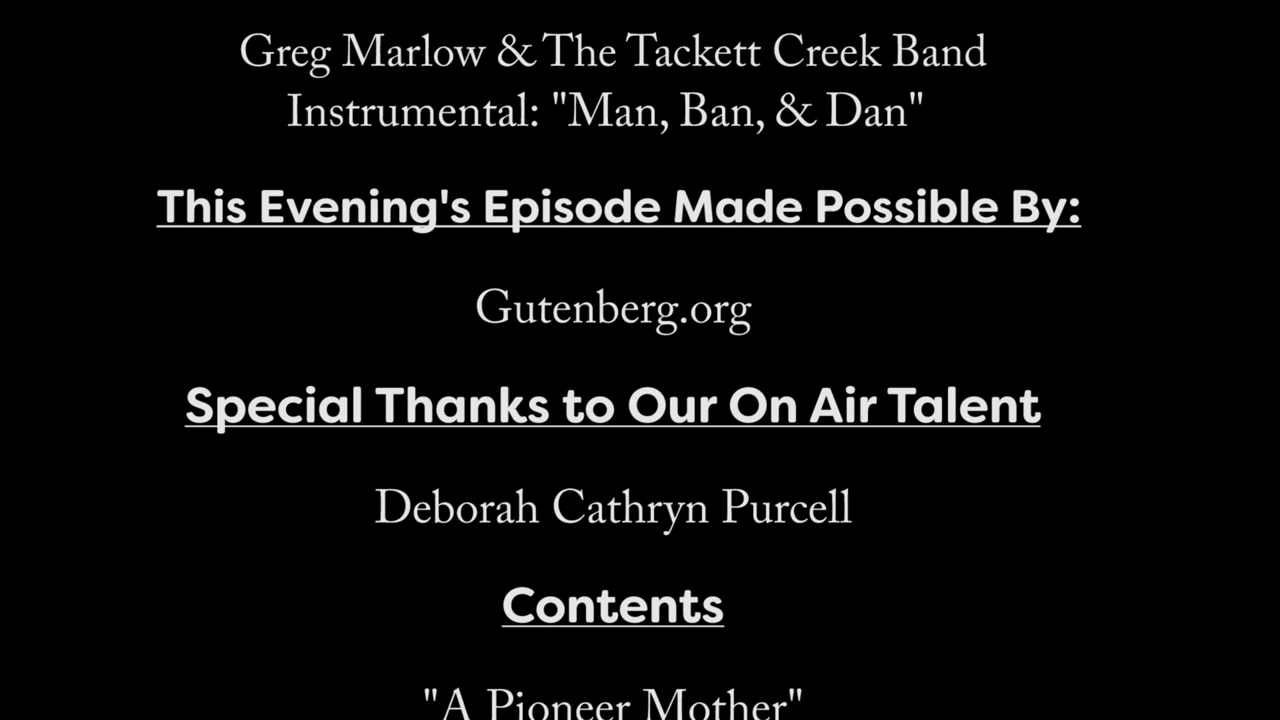 Greg Marlow & The Tackett Creek Band
Instrumental: "Man, Ban, & Dan"
This Evening's Episode Made Possible By:
Gutenberg.org
Special Thanks to Our On Air Talent
Deborah Cathryn Purcell
Contents
"A Pioneer Mother"